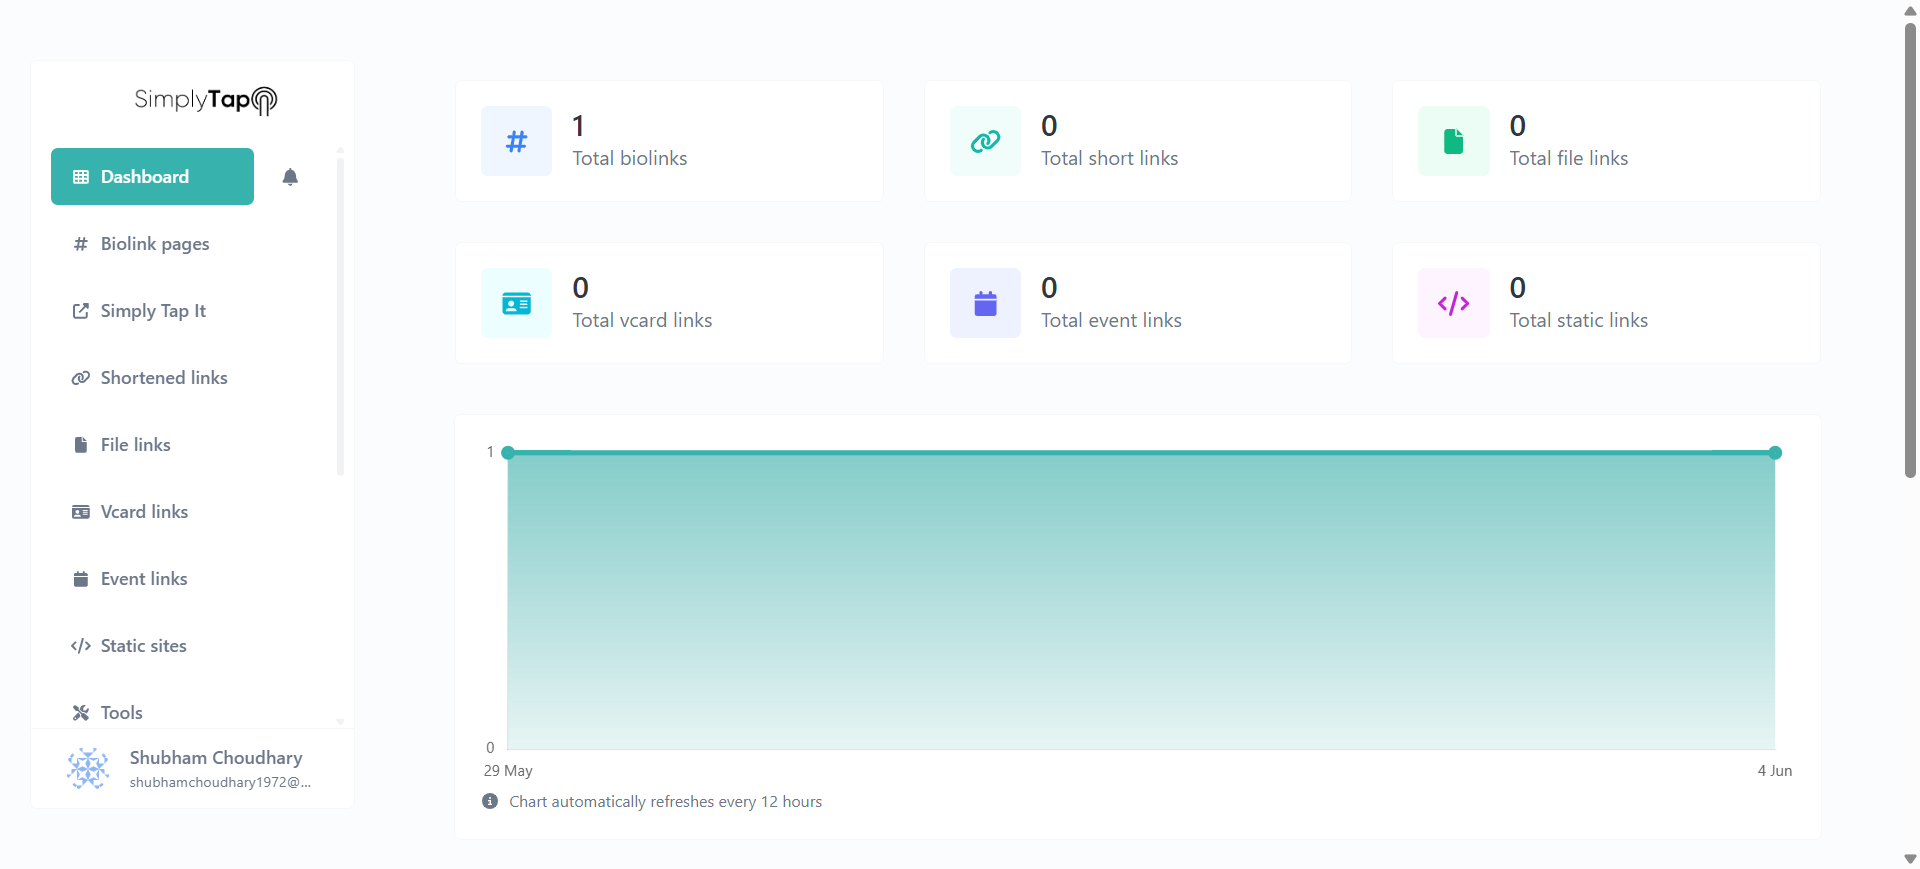 SimplyTap
Dashboard
Biolink pages
Simply Tap It
Shortened links
File links
Vcard links
Event links
Static sites
Tools
Shubham Choudhary
shubhamchoudhary1972@...
1
Total biolinks
0
Total short links
0
Total file links
0
Total vcard links
0
Total event links
0
Total static links
1
0
29 May
4 Jun
Chart automatically refreshes every 12 hours